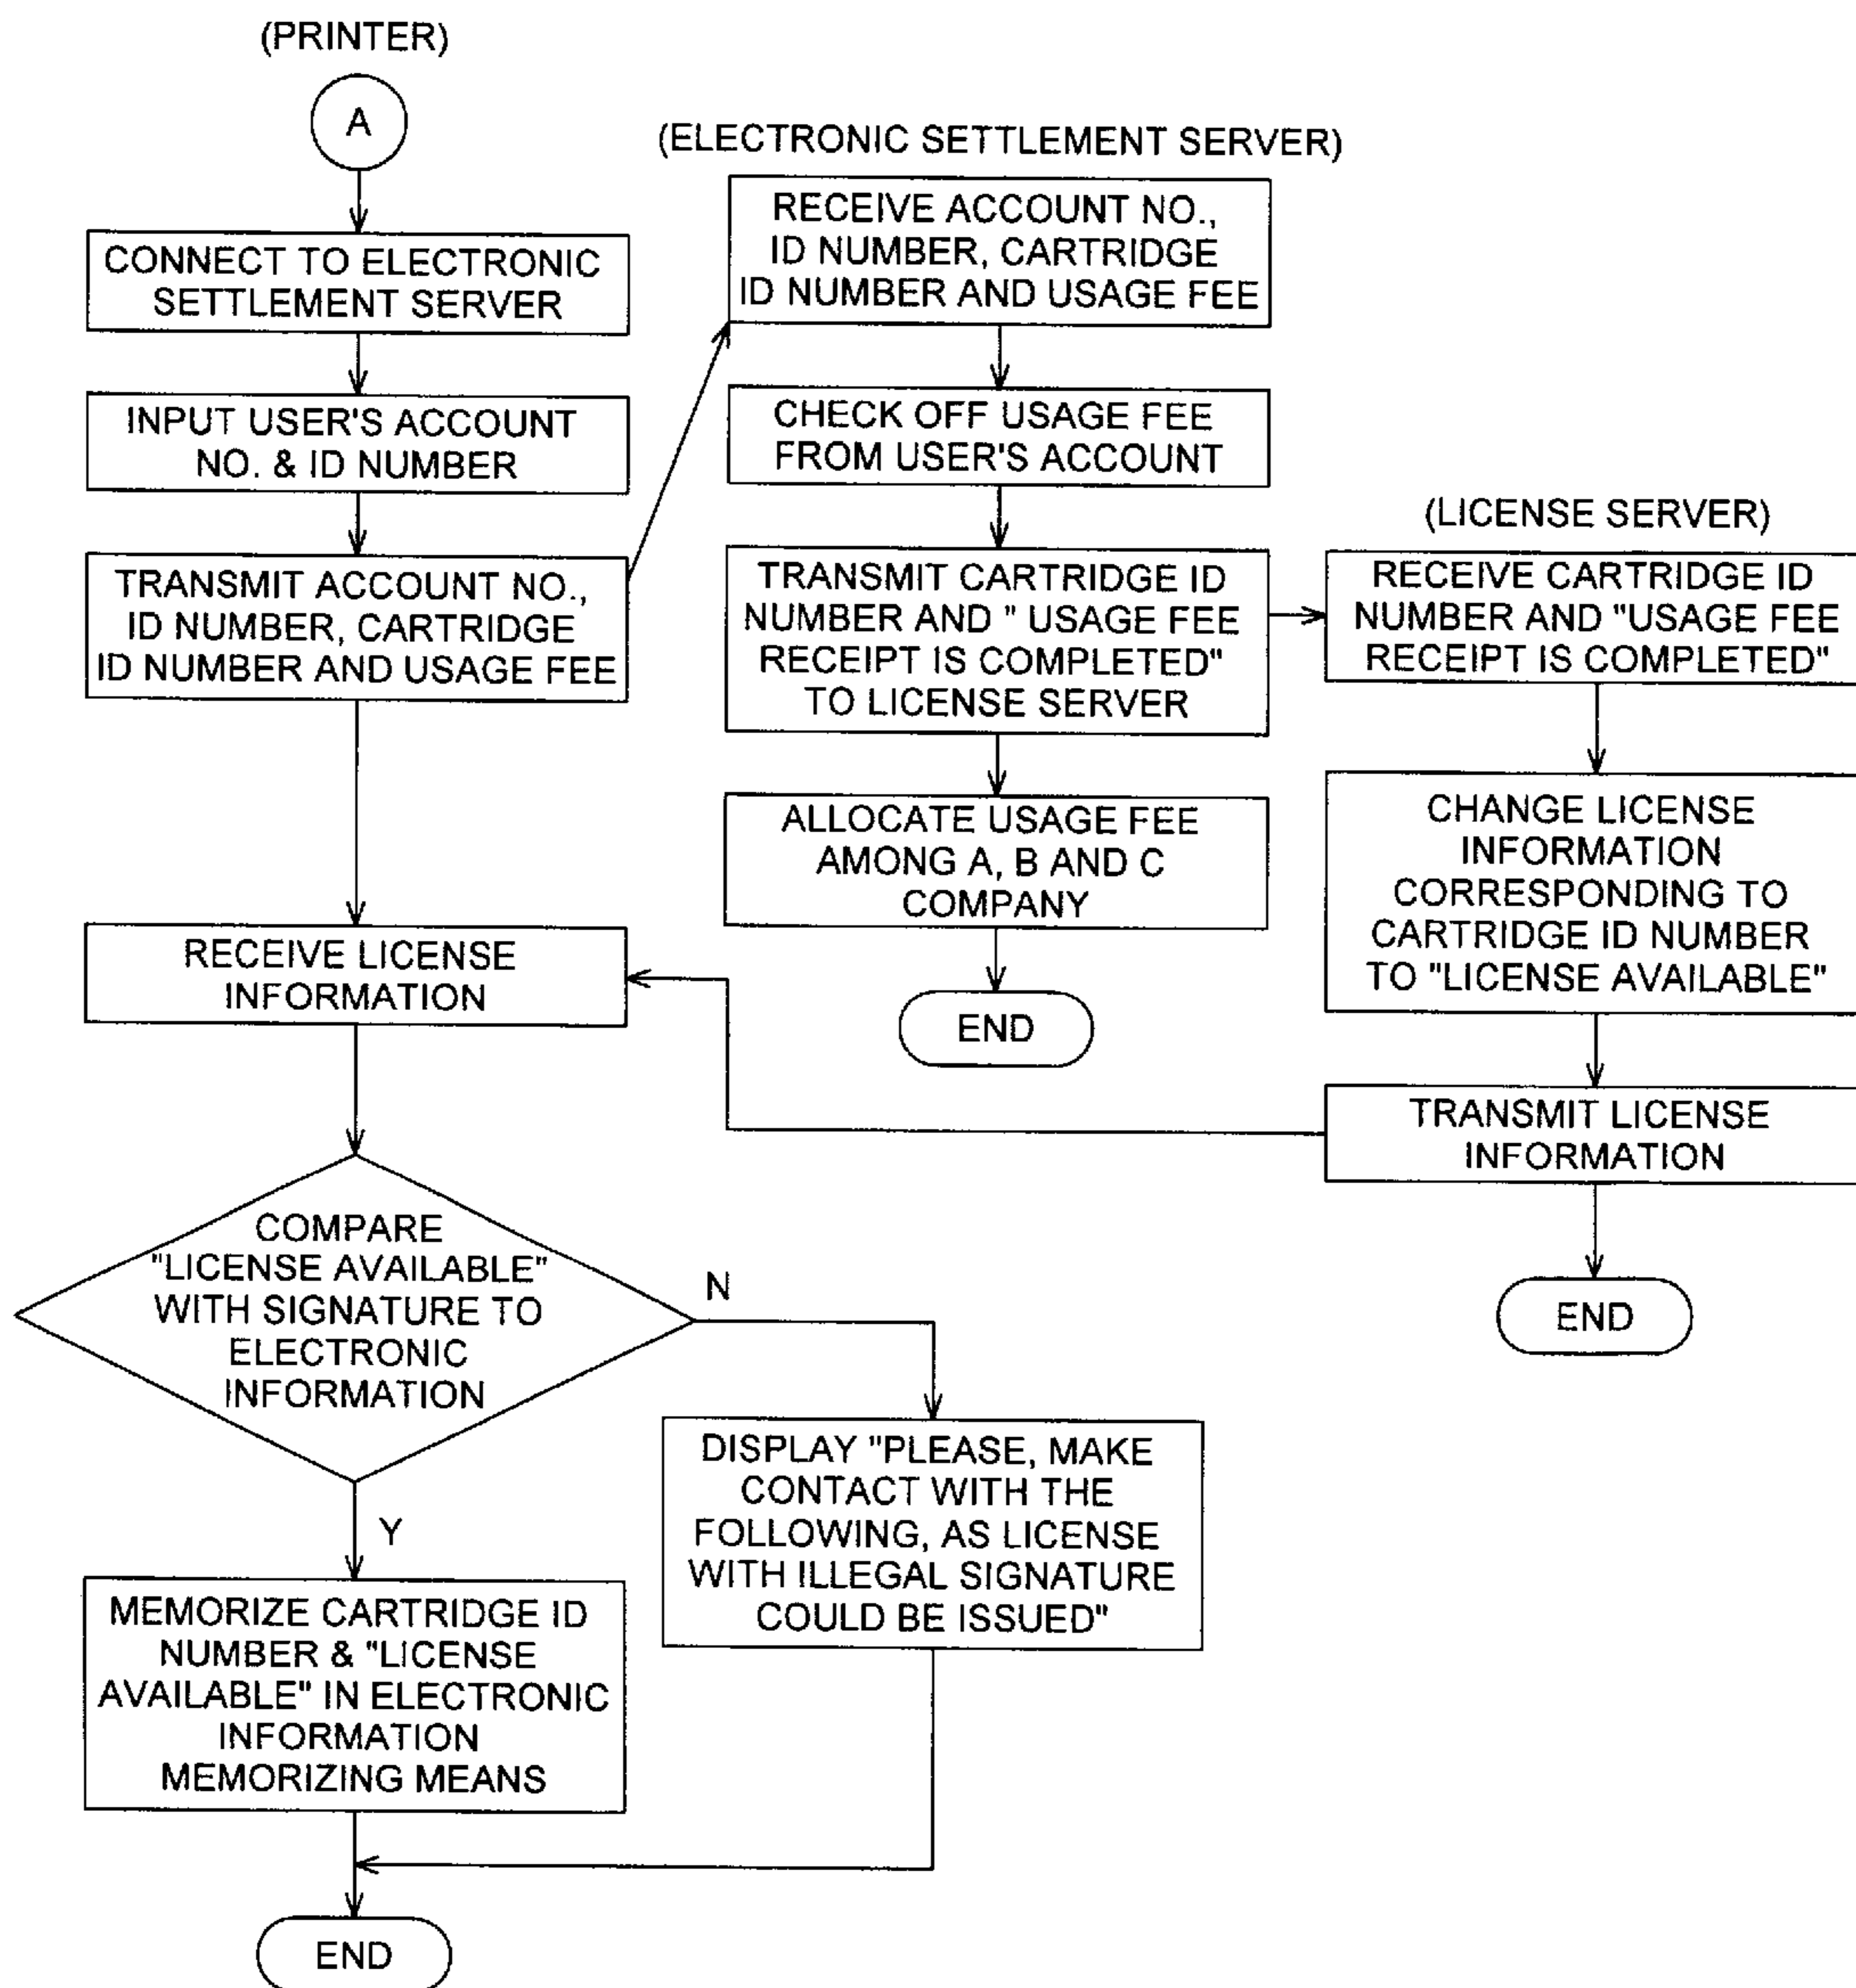 (PRINTER)
A
CONNECT TO ELECTRONIC
SETTLEMENT SERVER
INPUT USER'S ACCOUNT
NO. & ID NUMBER
TRANSMIT ACCOUNT NO.,
ID NUMBER, CARTRIDGE
ID NUMBER AND USAGE FEE
RECEIVE LICENSE
INFORMATION
COMPARE
"LICENSE AVAILABLE"
WITH SIGNATURE TO
ELECTRONIC
INFORMATION
N
Y
MEMORIZE CARTRIDGE ID
NUMBER & "LICENSE
AVAILABLE" IN ELECTRONIC
INFORMATION
MEMORIZING MEANS
END
DISPLAY "PLEASE, MAKE
CONTACT WITH THE
FOLLOWING, AS LICENSE
WITH ILLEGAL SIGNATURE
COULD BE ISSUED"
(ELECTRONIC SETTLEMENT SERVER)
RECEIVE ACCOUNT NO.,
ID NUMBER, CARTRIDGE
ID NUMBER AND USAGE FEE
CHECK OFF USAGE FEE
FROM USER'S ACCOUNT
TRANSMIT CARTRIDGE ID
NUMBER AND " USAGE FEE
RECEIPT IS COMPLETED"
TO LICENSE SERVER
ALLOCATE USAGE FEE
AMONG A, B AND C
COMPANY
END
(LICENSE SERVER)
RECEIVE CARTRIDGE ID
NUMBER AND "USAGE FEE
RECEIPT IS COMPLETED"
CHANGE LICENSE
INFORMATION
CORRESPONDING TO
CARTRIDGE ID NUMBER
TO "LICENSE AVAILABLE"
TRANSMIT LICENSE
INFORMATION
END